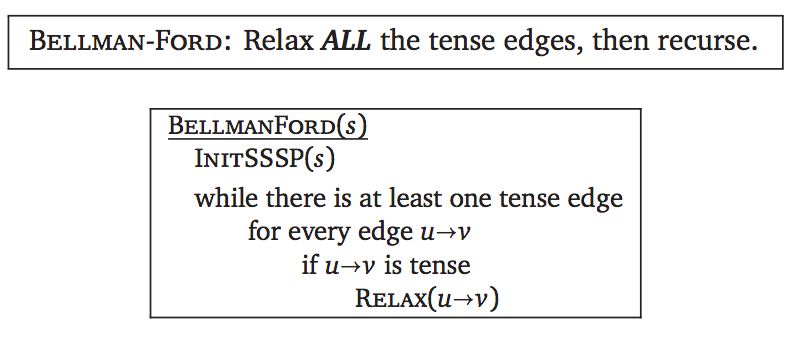 BELLMAN-FORD: Relax ALL the tense edges, then recurse.
BELLMANFORD(s)
INITSSSP(s)
while there is at least one tense edge
for every edge u→v
if u→v is tense
RELAX(u→v)